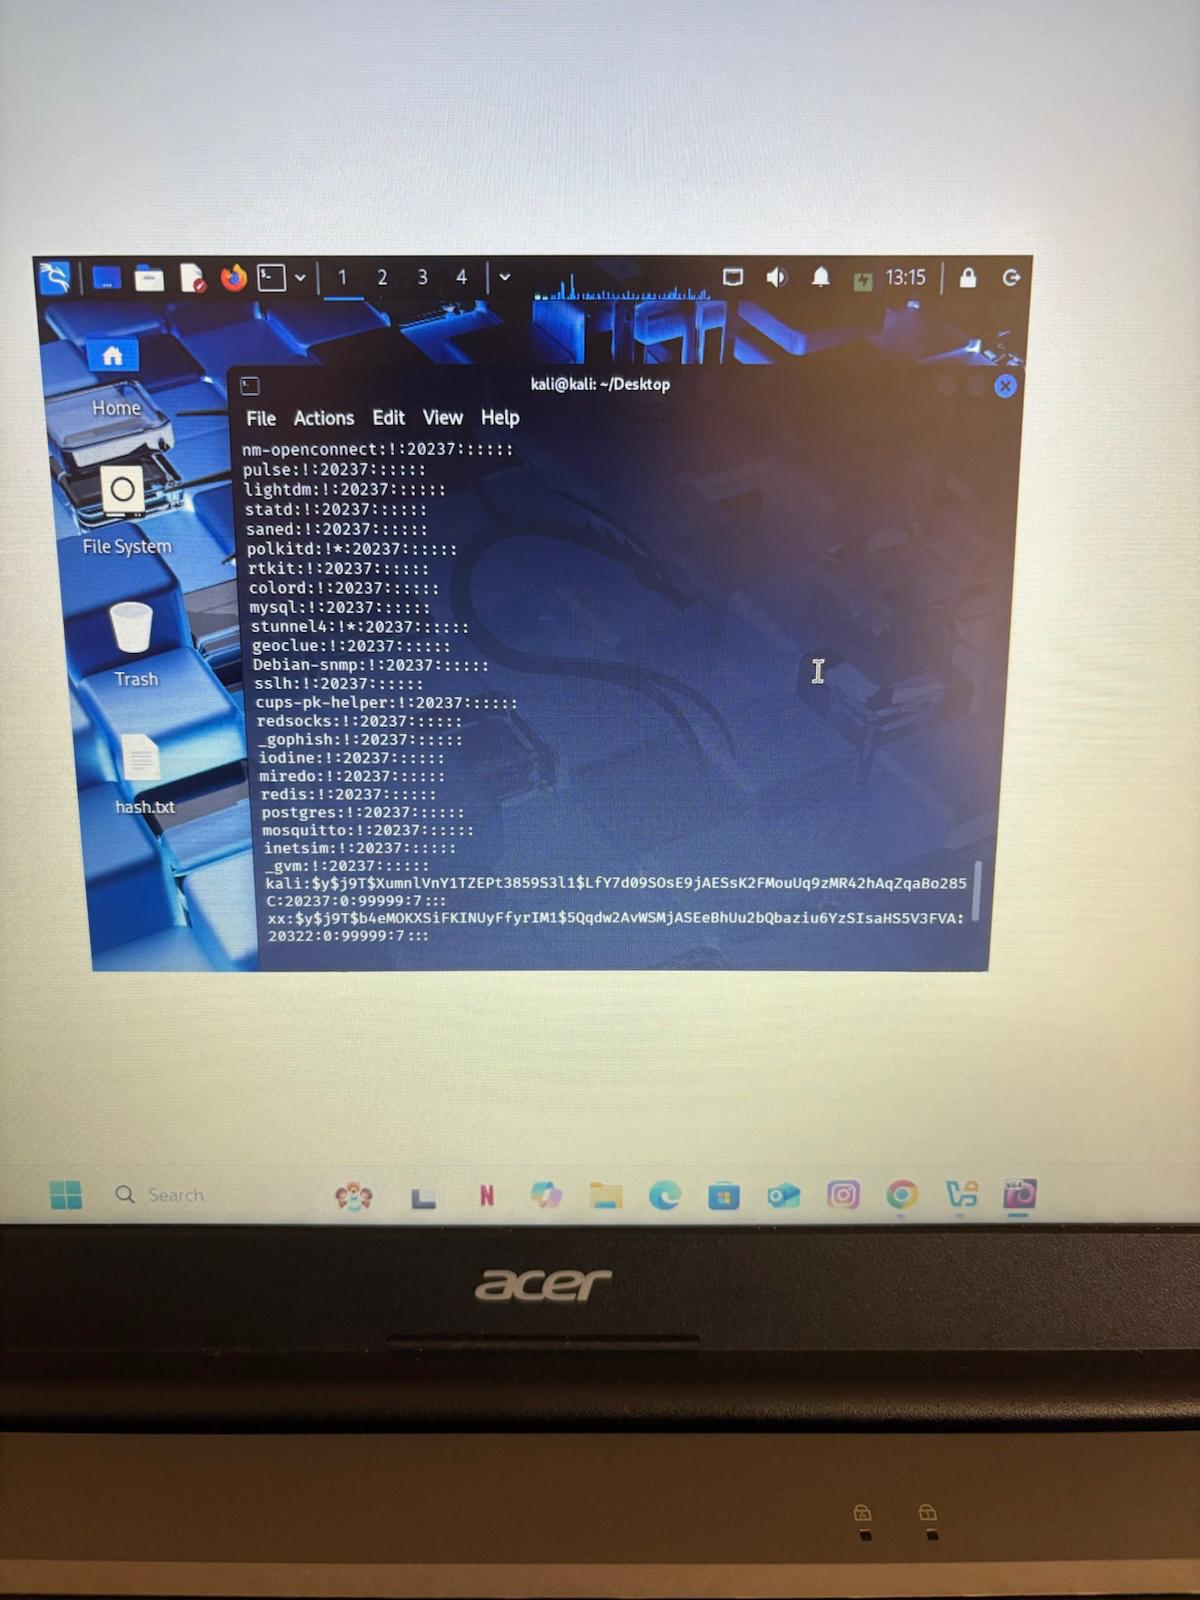 1 2 3 4 13:15
kali@kali: ~/Desktop
File Actions Edit View Help
Home
File System
Trash
hash.txt
nm-openconnect:!:20237::::::
pulse:!:20237::::::
lightdm:!:20237::::::
statd:!:20237::::::
saned:!:20237::::::
polkitd:!*:20237::::::
rtkit:!:20237::::::
colord:!:20237::::::
mysql:!:20237::::::
stunnel4:!*:20237::::::
geoclue:!:20237::::::
Debian-snmp:!:20237::::::
sslh:!:20237::::::
cups-pk-helper:!:20237::::::
redsocks:!:20237::::::
_gophish:!:20237::::::
iodine:!:20237::::::
miredo:!:20237::::::
redis:!:20237::::::
postgres:!:20237::::::
mosquitto:!:20237::::::
inetsim:!:20237::::::
_gvm:!:20237::::::
kali:$y$j9T$XumnlVnY1TZEPt3859S3l1$LfY7d09SOsE9jAESsK2FMouUq9zMR42hAqZqaBo285
C:20237:0:99999:7:::
xx:$y$j9T$b4eMOKXSiFKINUyFfyrIM1$5Qqdw2AvWSMjASEeBhUu2bQbaziu6YzSIsaHS5V3FVA:
20322:0:99999:7:::
Search
x64
acer